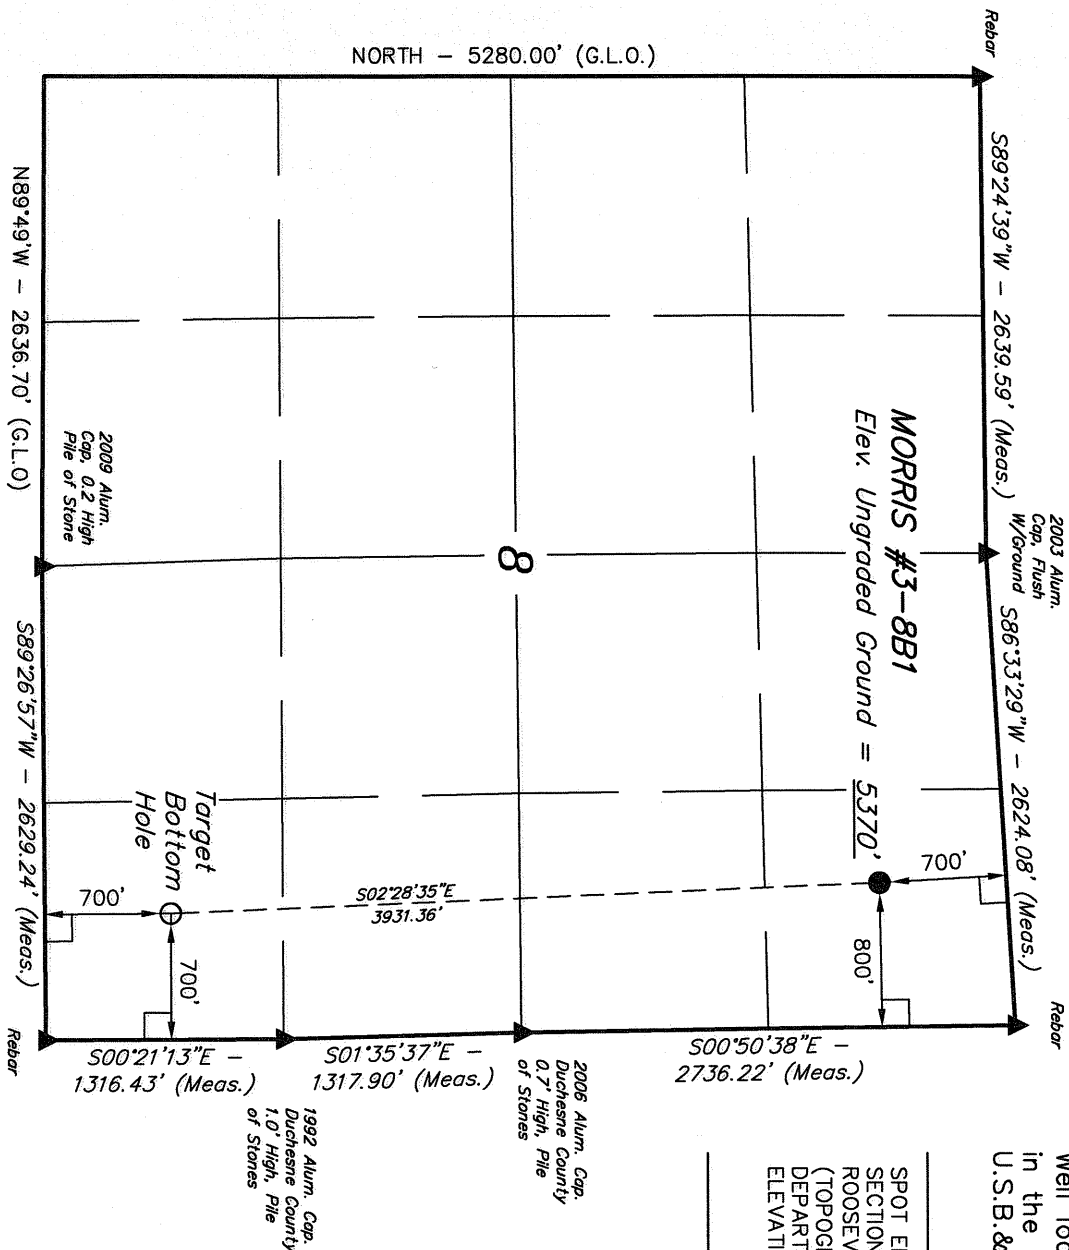 NORTH - 5280.00' (G.L.O.)
Rebar
S89°24'39"W - 2639.59' (Meas.)
2003 Alum.
Cap, Flush
W/Ground
S86°33'29"W - 2624.08' (Meas.)
Rebar
MORRIS #3-8B1
Elev. Ungraded Ground = 5370'
700'
800'
8
S02°28'35"E
3931.36'
Target
Bottom
Hole
700'
700'
N89°49'W - 2636.70' (G.L.O)
2009 Alum.
Cap, 0.2 High
Pile of Stone
S89°26'57"W - 2629.24' (Meas.)
Rebar
S00°21'13"E -
1316.43' (Meas.)
S01°35'37"E -
1317.90' (Meas.)
S00°50'38"E -
2736.22' (Meas.)
2006 Alum. Cap.
Duchesne County
0.7' High, Pile
of Stones
1992 Alum. Cap.
Duchesne County
1.0' High, Pile
of Stones
Well
in the
U.S.B.&
SPOT
SECTION